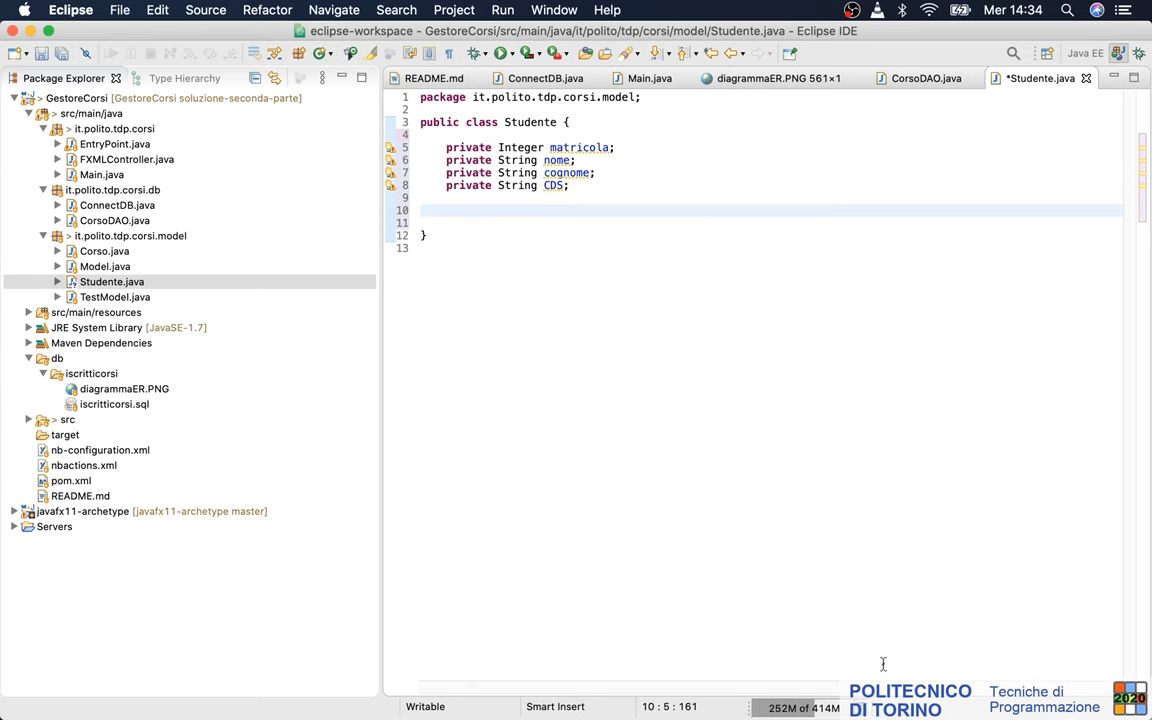 Eclipse File Edit Source Refactor Navigate Search Project Run Window Help Mer 14:34
eclipse-workspace - GestoreCorsi/src/main/java/it/polito/tdp/corsi/model/Studente.java - Eclipse IDE
Java EE
Package Explorer Type Hierarchy
README.md ConnectDB.java Main.java diagrammaER.PNG 561×1 CorsoDAO.java *Studente.java
GestoreCorsi [GestoreCorsi soluzione-seconda-parte]
> src/main/java
> it.polito.tdp.corsi
EntryPoint.java
FXMLController.java
Main.java
it.polito.tdp.corsi.db
ConnectDB.java
CorsoDAO.java
> it.polito.tdp.corsi.model
Corso.java
Model.java
Studente.java
TestModel.java
src/main/resources
JRE System Library [JavaSE-1.7]
Maven Dependencies
db
iscritticorsi
diagrammaER.PNG
iscritticorsi.sql
> src
target
nb-configuration.xml
nbactions.xml
pom.xml
README.md
javafx11-archetype [javafx11-archetype master]
Servers
1 package it.polito.tdp.corsi.model;
2
3 public class Studente {
4
5 private Integer matricola;
6 private String nome;
7 private String cognome;
8 private String CDS;
9
10
11
12 }
13
Writable Smart Insert 10 : 5 : 161 252M of 414M
POLITECNICO
DI TORINO
Tecniche di
Programmazione
2020